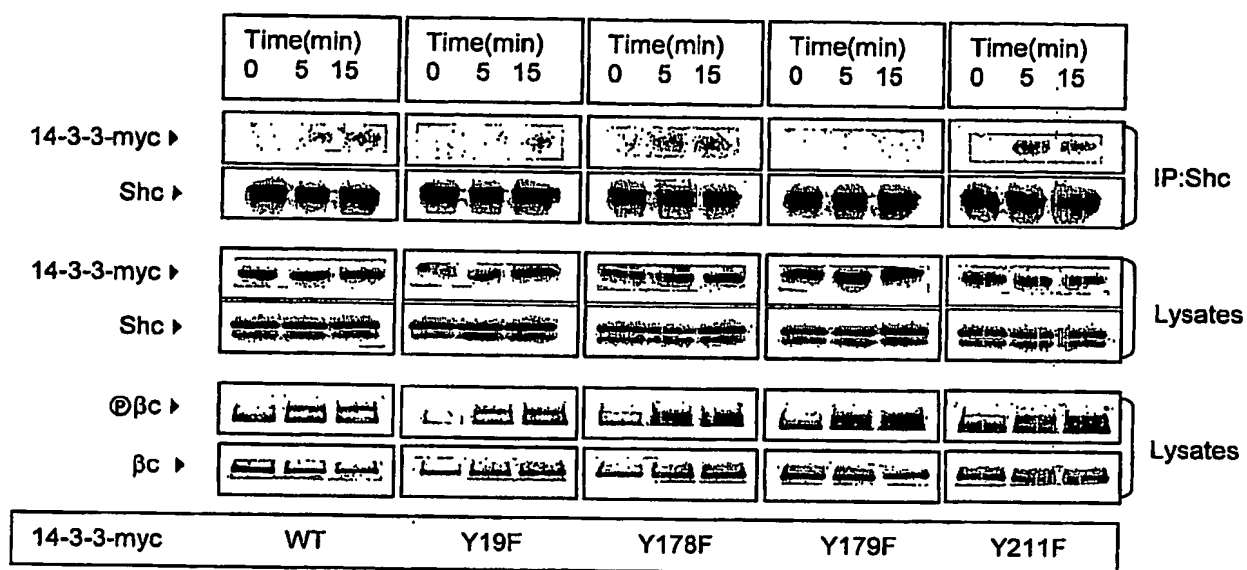 Time(min) Time(min) Time(min) Time(min) Time(min)
0 5 15 0 5 15 0 5 15 0 5 15 0 5 15
14-3-3-myc ▸
Shc ▸
IP:Shc
14-3-3-myc ▸
Shc ▸
Lysates
Ⓟβc ▸
βc ▸
Lysates
14-3-3-myc WT Y19F Y178F Y179F Y211F